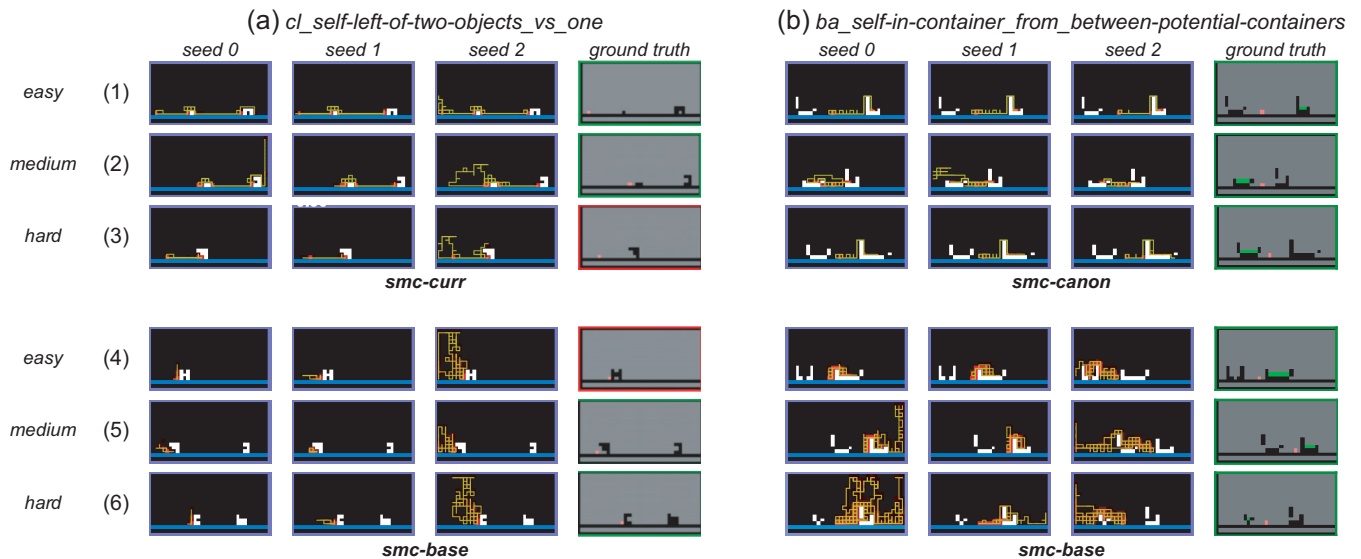 (a) cl_self-left-of-two-objects_vs_one
(b) ba_self-in-container_from_between-potential-containers
seed 0 seed 1 seed 2 ground truth
seed 0 seed 1 seed 2 ground truth
easy (1)
medium (2)
hard (3)
smc-curr
smc-canon
easy (4)
medium (5)
hard (6)
smc-base
smc-base